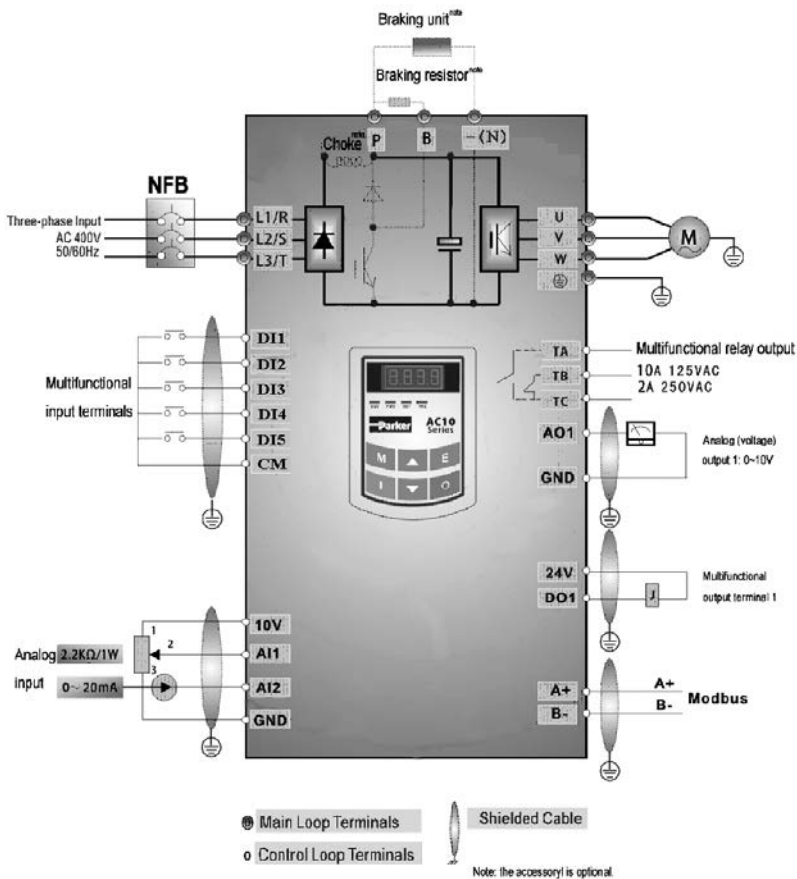 Braking unit note
Braking resistor note
Choke note
P
B
-(N)
NFB
Three-phase Input
AC 400V
50/60Hz
L1/R
L2/S
L3/T
U
V
W
M
DI1
DI2
DI3
DI4
DI5
CM
Multifunctional
input terminals
Parker
AC10
Series
M
E
I
O
TA
TB
TC
Multifunctional relay output
10A 125VAC
2A 250VAC
AO1
GND
Analog (voltage)
output 1: 0~10V
24V
DO1
J
Multifunctional
output terminal 1
10V
AI1
AI2
GND
1
2
3
Analog
input
2.2KΩ/1W
0~ 20mA
A+
B-
A+
B-
Modbus
Main Loop Terminals
Control Loop Terminals
Shielded Cable
Note: the accessoryl is optional.